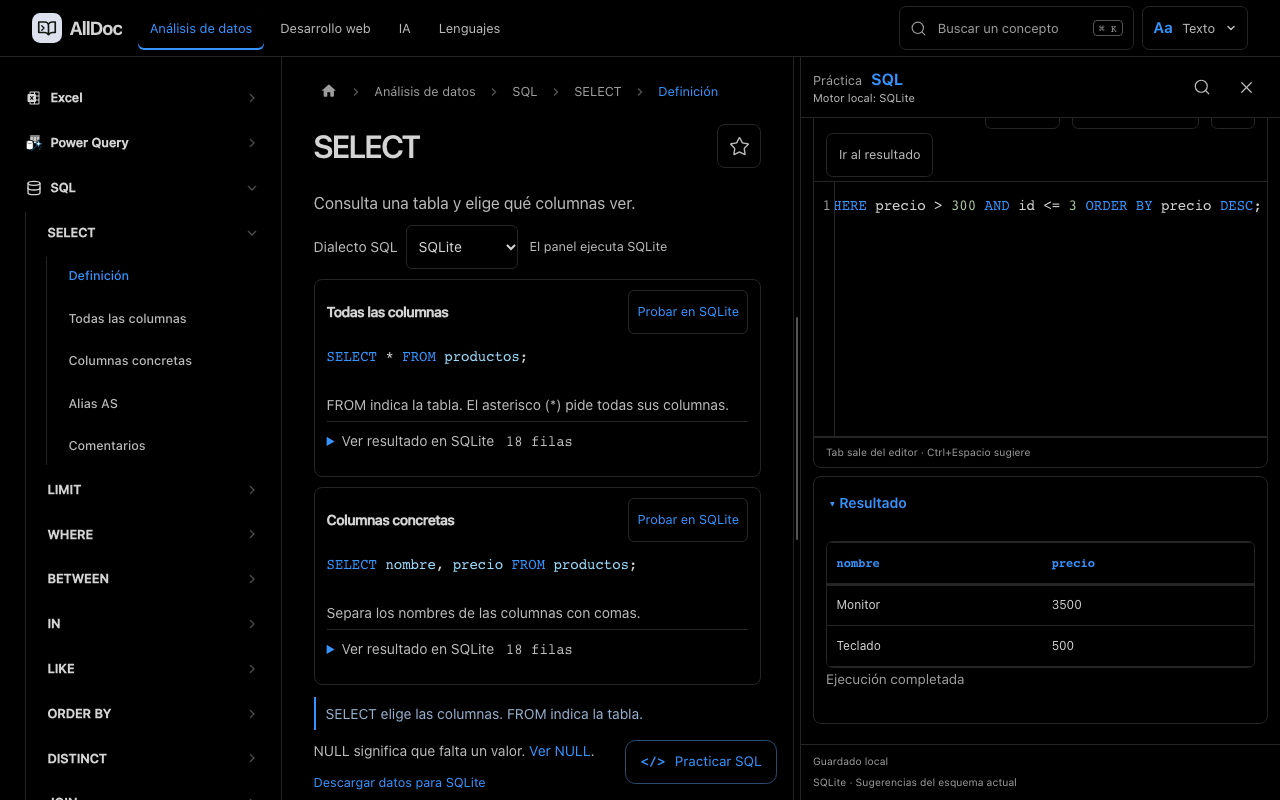 AllDoc
Análisis de datos
Desarrollo web
IA
Lenguajes
Buscar un concepto
⌘ K
Aa Texto
Excel
Power Query
SQL
SELECT
Definición
Todas las columnas
Columnas concretas
Alias AS
Comentarios
LIMIT
WHERE
BETWEEN
IN
LIKE
ORDER BY
DISTINCT
Análisis de datos
SQL
SELECT
Definición
SELECT
Consulta una tabla y elige qué columnas ver.
Dialecto SQL SQLite El panel ejecuta SQLite
Todas las columnas
Probar en SQLite
SELECT * FROM productos;
FROM indica la tabla. El asterisco (*) pide todas sus columnas.
Ver resultado en SQLite 18 filas
Columnas concretas
Probar en SQLite
SELECT nombre, precio FROM productos;
Separa los nombres de las columnas con comas.
Ver resultado en SQLite 18 filas
SELECT elige las columnas. FROM indica la tabla.
NULL significa que falta un valor. Ver NULL.
Descargar datos para SQLite
</> Practicar SQL
Práctica SQL
Motor local: SQLite
Ir al resultado
1 HERE precio > 300 AND id <= 3 ORDER BY precio DESC;
Tab sale del editor · Ctrl+Espacio sugiere
Resultado
nombre precio
Monitor 3500
Teclado 500
Ejecución completada
Guardado local
SQLite · Sugerencias del esquema actual